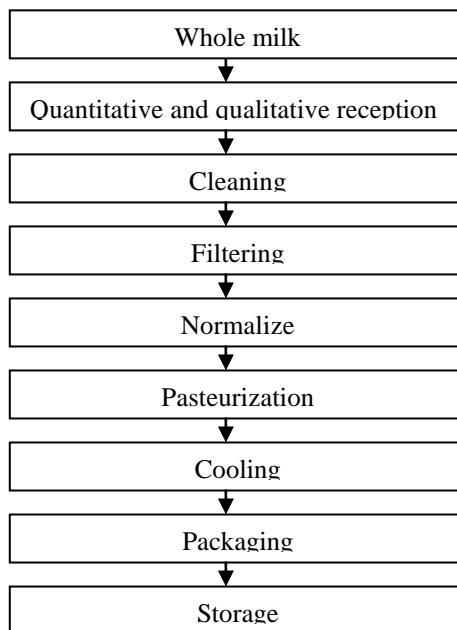 Whole milk
Quantitative and qualitative reception
Cleaning
Filtering
Normalize
Pasteurization
Cooling
Packaging
Storage